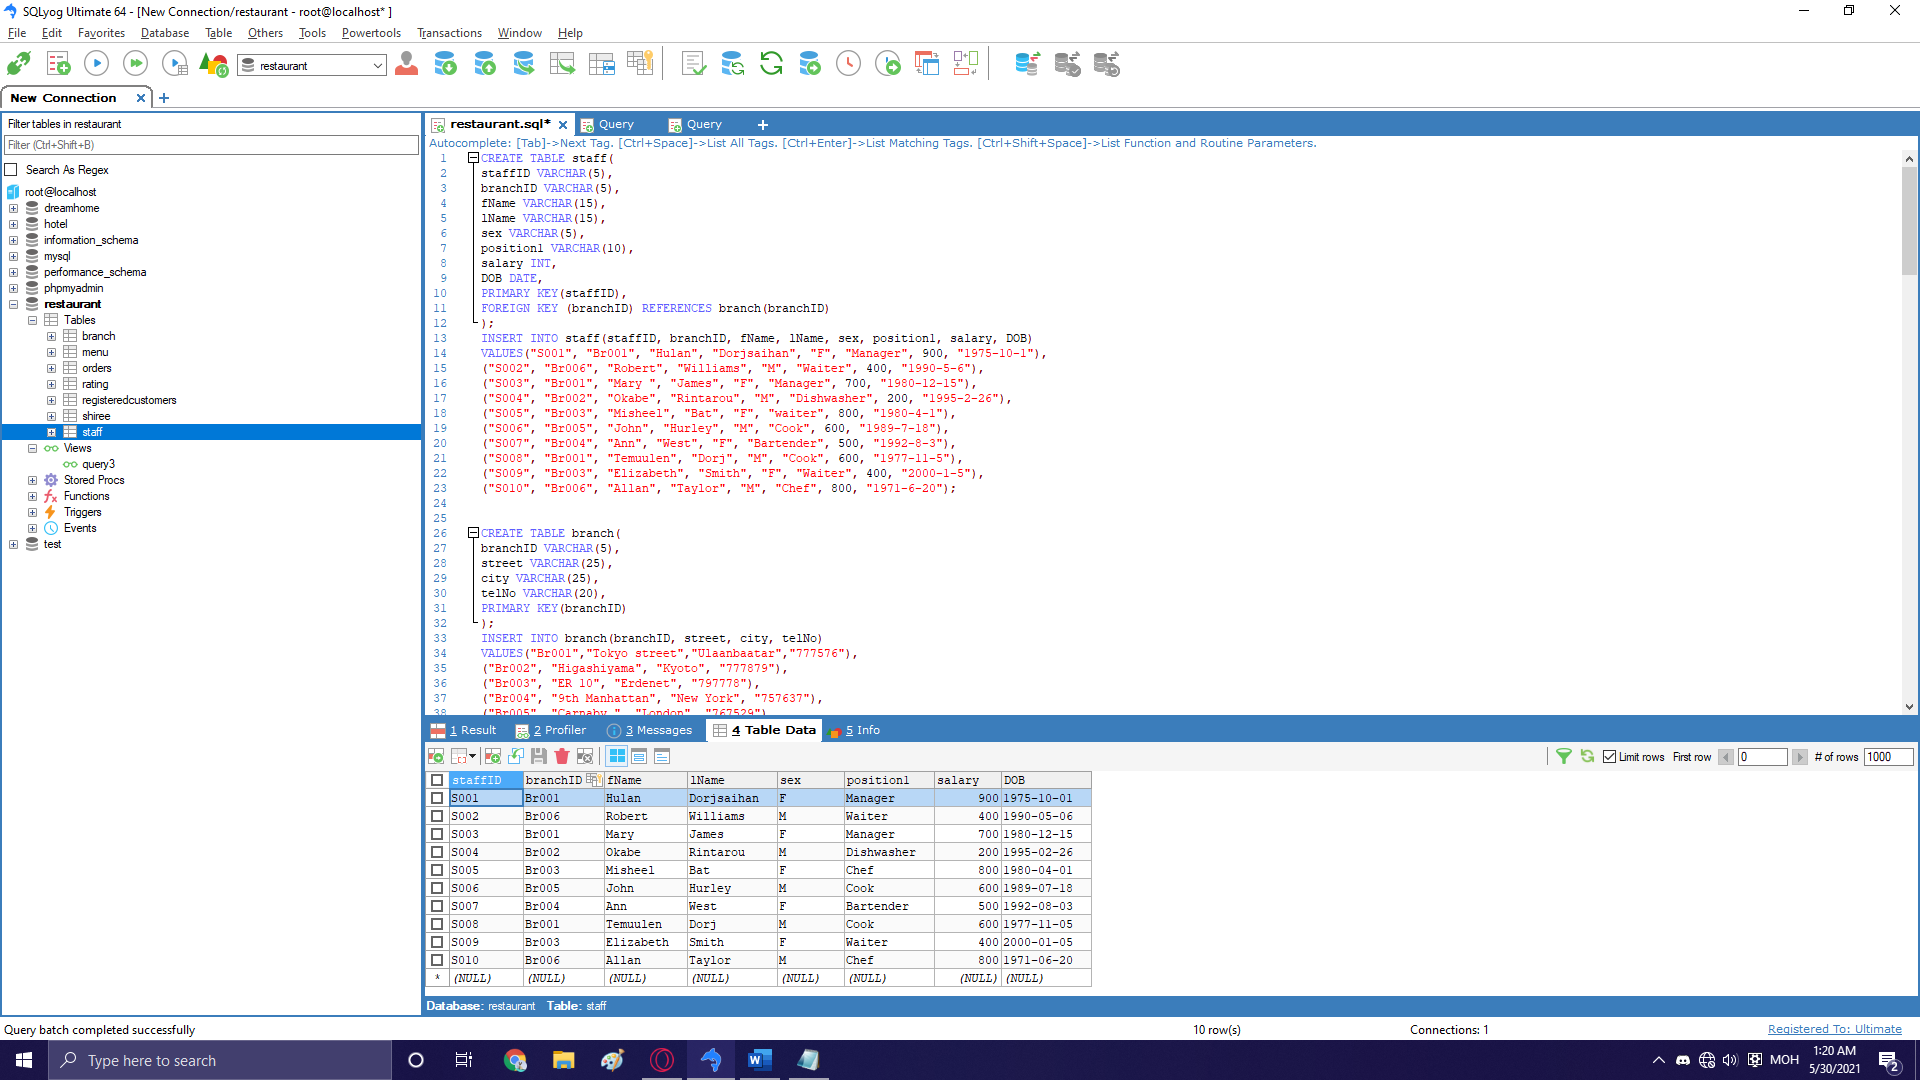 SQLyog Ultimate 64 - [New Connection/restaurant - root@localhost* ]
File Edit Favorites Database Table Others Tools Powertools Transactions Window Help
restaurant
New Connection
Filter tables in restaurant
Filter (Ctrl+Shift+B)
Search As Regex
root@localhost
dreamhome
hotel
information_schema
mysql
performance_schema
phpmyadmin
restaurant
Tables
branch
menu
orders
rating
registeredcustomers
shiree
staff
Views
query3
Stored Procs
Functions
Triggers
Events
test
restaurant.sql* Query Query
Autocomplete: [Tab]->Next Tag. [Ctrl+Space]->List All Tags. [Ctrl+Enter]->List Matching Tags. [Ctrl+Shift+Space]->List Function and Routine Parameters.
1 CREATE TABLE staff(
2 staffID VARCHAR(5),
3 branchID VARCHAR(5),
4 fName VARCHAR(15),
5 lName VARCHAR(15),
6 sex VARCHAR(5),
7 position1 VARCHAR(10),
8 salary INT,
9 DOB DATE,
10 PRIMARY KEY(staffID),
11 FOREIGN KEY (branchID) REFERENCES branch(branchID)
12 );
13 INSERT INTO staff(staffID, branchID, fName, lName, sex, position1, salary, DOB)
14 VALUES("S001", "Br001", "Hulan", "Dorjsaihan", "F", "Manager", 900, "1975-10-1"),
15 ("S002", "Br006", "Robert", "Williams", "M", "Waiter", 400, "1990-5-6"),
16 ("S003", "Br001", "Mary ", "James", "F", "Manager", 700, "1980-12-15"),
17 ("S004", "Br002", "Okabe", "Rintarou", "M", "Dishwasher", 200, "1995-2-26"),
18 ("S005", "Br003", "Misheel", "Bat", "F", "waiter", 800, "1980-4-1"),
19 ("S006", "Br005", "John", "Hurley", "M", "Cook", 600, "1989-7-18"),
20 ("S007", "Br004", "Ann", "West", "F", "Bartender", 500, "1992-8-3"),
21 ("S008", "Br001", "Temuulen", "Dorj", "M", "Cook", 600, "1977-11-5"),
22 ("S009", "Br003", "Elizabeth", "Smith", "F", "Waiter", 400, "2000-1-5"),
23 ("S010", "Br006", "Allan", "Taylor", "M", "Chef", 800, "1971-6-20");
24
25
26 CREATE TABLE branch(
27 branchID VARCHAR(5),
28 street VARCHAR(25),
29 city VARCHAR(25),
30 telNo VARCHAR(20),
31 PRIMARY KEY(branchID)
32 );
33 INSERT INTO branch(branchID, street, city, telNo)
34 VALUES("Br001","Tokyo street","Ulaanbaatar","777576"),
35 ("Br002", "Higashiyama", "Kyoto", "777879"),
36 ("Br003", "ER 10", "Erdenet", "797778"),
37 ("Br004", "9th Manhattan", "New York", "757637"),
38 ("Br005", "Carnaby ", "London", "767529")
1 Result 2 Profiler 3 Messages 4 Table Data 5 Info
Limit rows First row 0 # of rows 1000
staffID branchID fName lName sex position1 salary DOB
S001 Br001 Hulan Dorjsaihan F Manager 900 1975-10-01
S002 Br006 Robert Williams M Waiter 400 1990-05-06
S003 Br001 Mary James F Manager 700 1980-12-15
S004 Br002 Okabe Rintarou M Dishwasher 200 1995-02-26
S005 Br003 Misheel Bat F Chef 800 1980-04-01
S006 Br005 John Hurley M Cook 600 1989-07-18
S007 Br004 Ann West F Bartender 500 1992-08-03
S008 Br001 Temuulen Dorj M Cook 600 1977-11-05
S009 Br003 Elizabeth Smith F Waiter 400 2000-01-05
S010 Br006 Allan Taylor M Chef 800 1971-06-20
* (NULL) (NULL) (NULL) (NULL) (NULL) (NULL) (NULL) (NULL)
Database: restaurant Table: staff
Query batch completed successfully 10 row(s) Connections: 1 Registered To: Ultimate
Type here to search
МОН
1:20 AM
5/30/2021
2